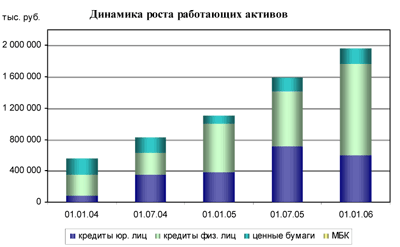 Динамика роста работающих активов
тыс. руб.
2 000 000
1 600 000
1 200 000
800 000
400 000
0
01.01.04 01.07.04 01.01.05 01.07.05 01.01.06
кредиты юр. лиц кредиты физ. лиц ценные бумаги МБК